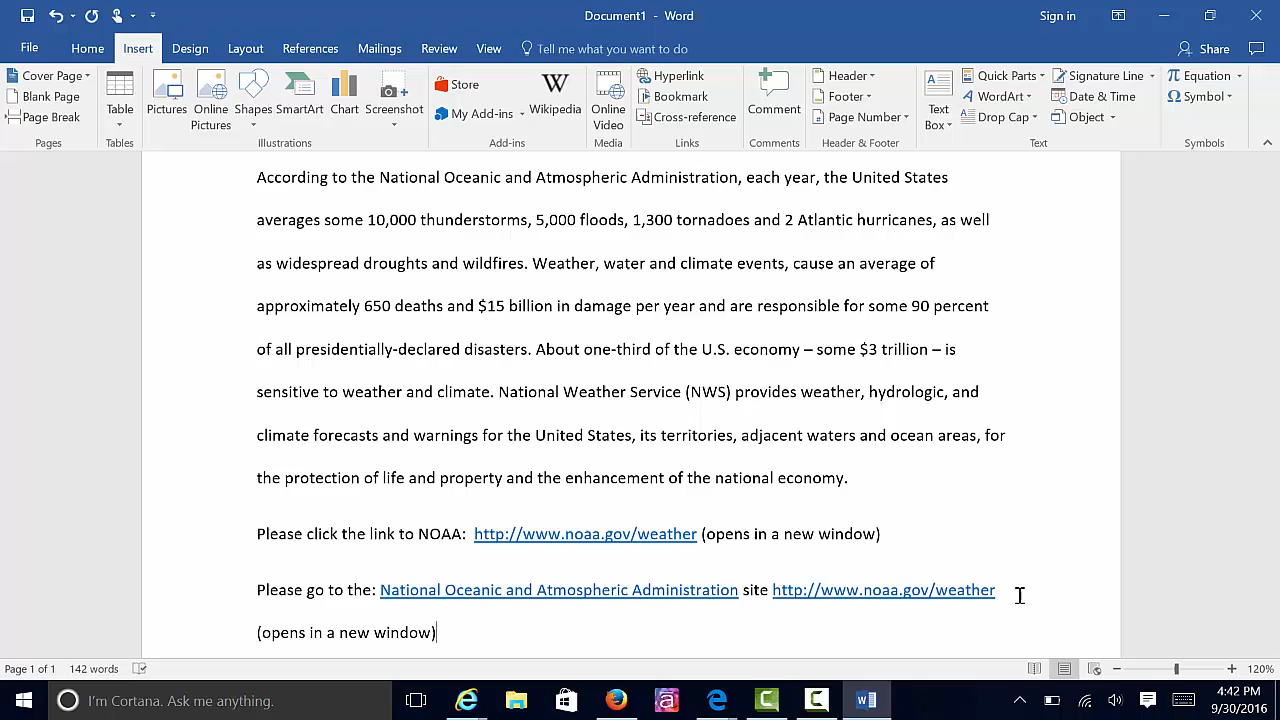 Document1 - Word
Sign in
File Home Insert Design Layout References Mailings Review View Tell me what you want to do Share
Cover Page
Blank Page
Page Break
Pages
Table
Tables
Pictures
Online Pictures
Shapes
SmartArt
Chart
Screenshot
Illustrations
Store
My Add-ins
W
Wikipedia
Add-ins
Online Video
Media
Hyperlink
Bookmark
Cross-reference
Links
Comment
Comments
Header
Footer
Page Number
Header & Footer
Text Box
Quick Parts
WordArt
Drop Cap
Signature Line
Date & Time
Object
Text
Equation
Symbol
Symbols
According to the National Oceanic and Atmospheric Administration, each year, the United States
averages some 10,000 thunderstorms, 5,000 floods, 1,300 tornadoes and 2 Atlantic hurricanes, as well
as widespread droughts and wildfires. Weather, water and climate events, cause an average of
approximately 650 deaths and $15 billion in damage per year and are responsible for some 90 percent
of all presidentially-declared disasters. About one-third of the U.S. economy – some $3 trillion – is
sensitive to weather and climate. National Weather Service (NWS) provides weather, hydrologic, and
climate forecasts and warnings for the United States, its territories, adjacent waters and ocean areas, for
the protection of life and property and the enhancement of the national economy.
Please click the link to NOAA: http://www.noaa.gov/weather (opens in a new window)
Please go to the: National Oceanic and Atmospheric Administration site http://www.noaa.gov/weather
(opens in a new window)
Page 1 of 1 142 words 120%
I'm Cortana. Ask me anything.
4:42 PM
9/30/2016